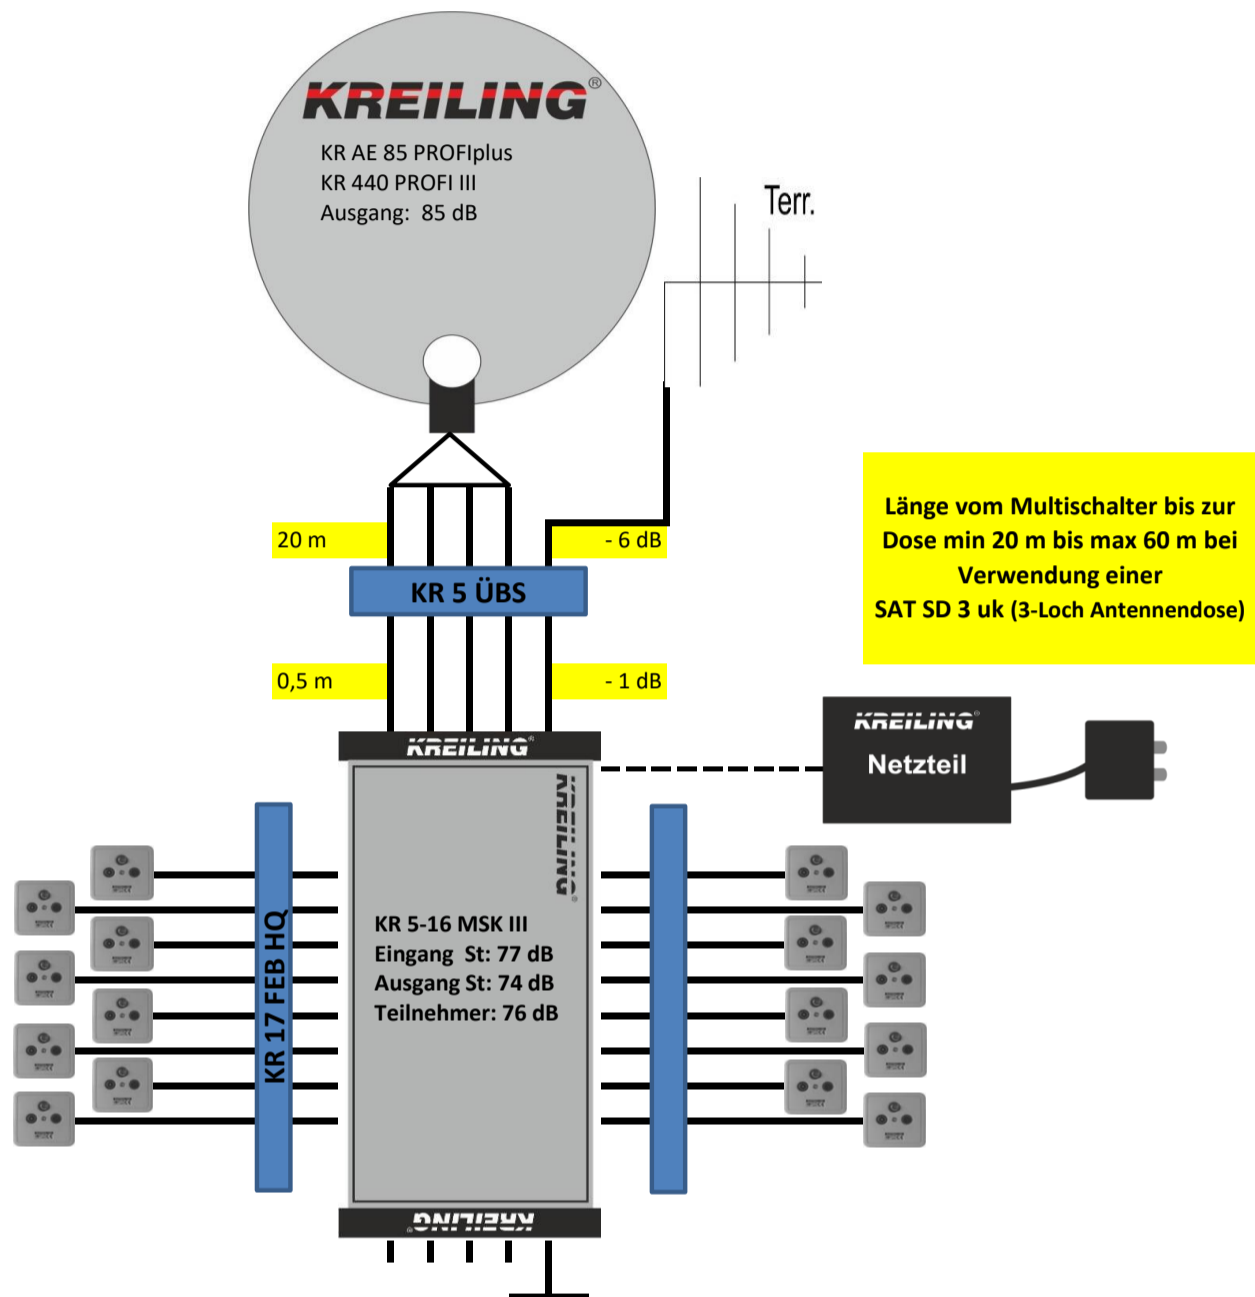 KREILING®
KR AE 85 PROFIplus
KR 440 PROFI III
Ausgang: 85 dB
Terr.
20 m
- 6 dB
KR 5 ÜBS
Länge vom Multischalter bis zur
Dose min 20 m bis max 60 m bei
Verwendung einer
SAT SD 3 uk (3-Loch Antennendose)
0,5 m
- 1 dB
KREILING®
KREILING®
Netzteil
KREILING
KR 17 FEB HQ
KR 5-16 MSK III
Eingang St: 77 dB
Ausgang St: 74 dB
Teilnehmer: 76 dB
KREILING®